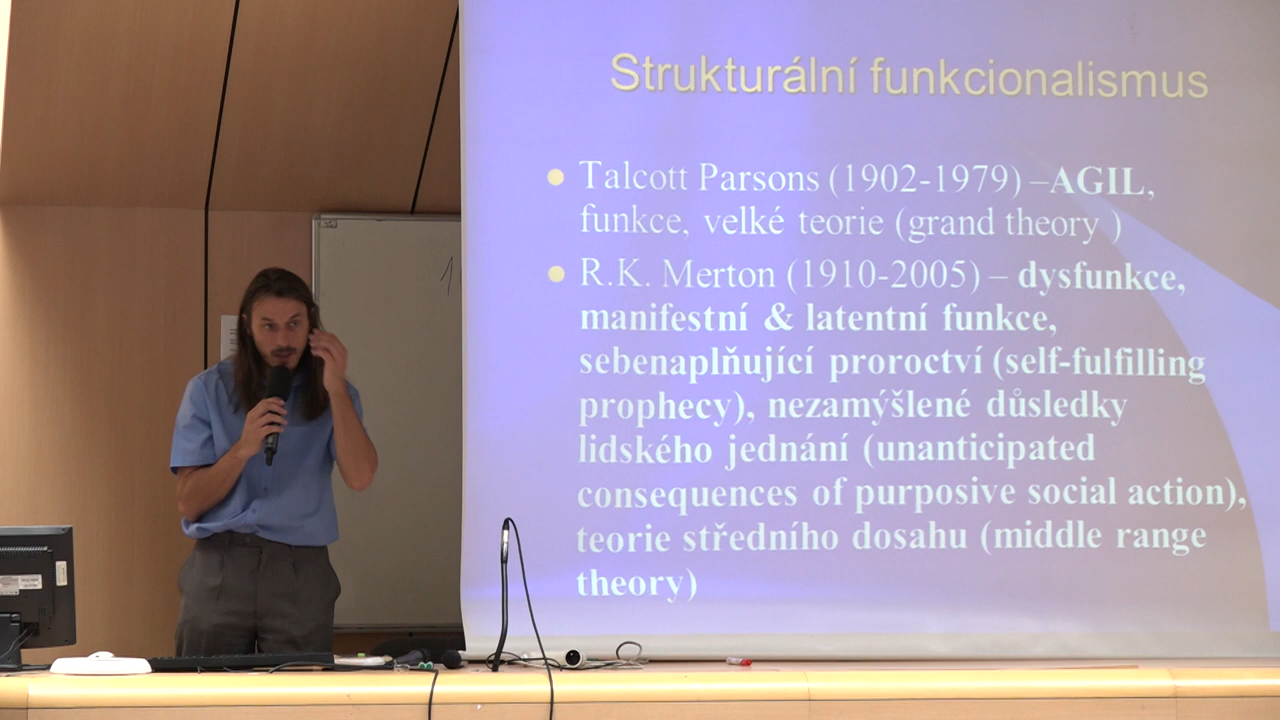 Strukturální funkcionalismus
Talcott Parsons (1902-1979) –AGIL,
funkce, velké teorie (grand theory )
R.K. Merton (1910-2005) – dysfunkce,
manifestní & latentní funkce,
sebenaplňující proroctví (self-fulfilling
prophecy), nezamýšlené důsledky
lidského jednání (unanticipated
consequences of purposive social action),
teorie středního dosahu (middle range
theory)